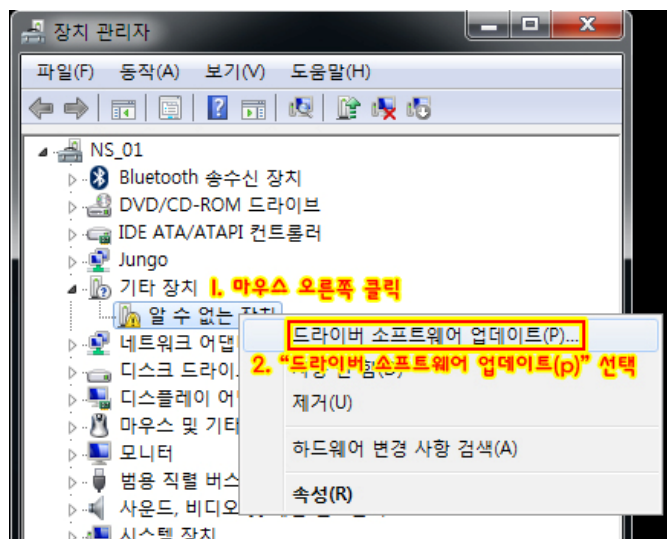 장치 관리자
파일(F) 동작(A) 보기(V) 도움말(H)
NS_01
Bluetooth 송수신 장치
DVD/CD-ROM 드라이브
IDE ATA/ATAPI 컨트롤러
Jungo
기타 장치 1. 마우스 오른쪽 클릭
알 수 없는 장치
드라이버 소프트웨어 업데이트(P)...
네트워크 어댑
2. "드라이버 소프트웨어 업데이트(p)" 선택
디스크 드라이
디스플레이 어
제거(U)
마우스 및 기타
모니터
하드웨어 변경 사항 검색(A)
범용 직렬 버스
속성(R)
사운드, 비디오
시스템 장치